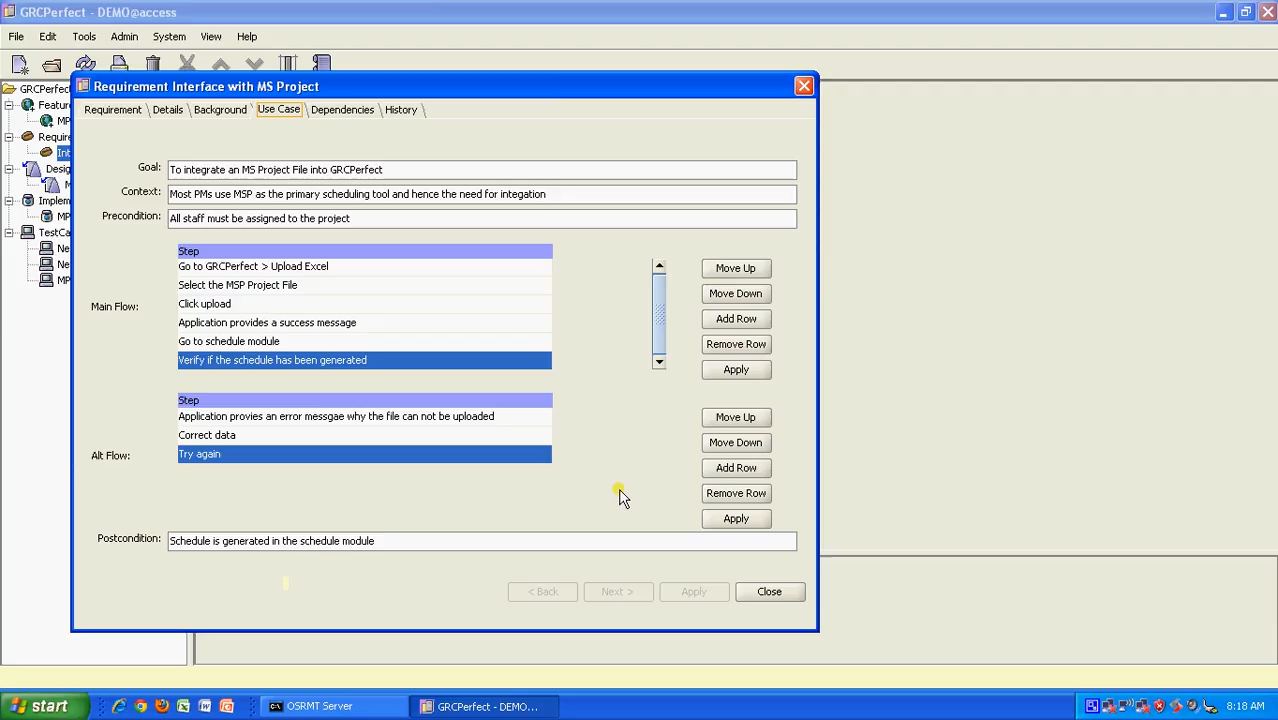 GRCPerfect - DEMO@access
File Edit Tools Admin System View Help
GRCPerfect
Requirement Interface with MS Project
Requirement Details Background Use Case Dependencies History
Goal: To integrate an MS Project File into GRCPerfect
Context: Most PMs use MSP as the primary scheduling tool and hence the need for integation
Precondition: All staff must be assigned to the project
Step
Go to GRCPerfect > Upload Excel
Move Up
Select the MSP Project File
Move Down
Main Flow:
Click upload
Application provides a success message
Add Row
Go to schedule module
Remove Row
Verify if the schedule has been generated
Apply
Step
Application provies an error messgae why the file can not be uploaded
Move Up
Correct data
Move Down
Alt Flow:
Try again
Add Row
Remove Row
Apply
Postcondition: Schedule is generated in the schedule module
< Back Next > Apply Close
start OSRMT Server GRCPerfect - DEMO... 8:18 AM